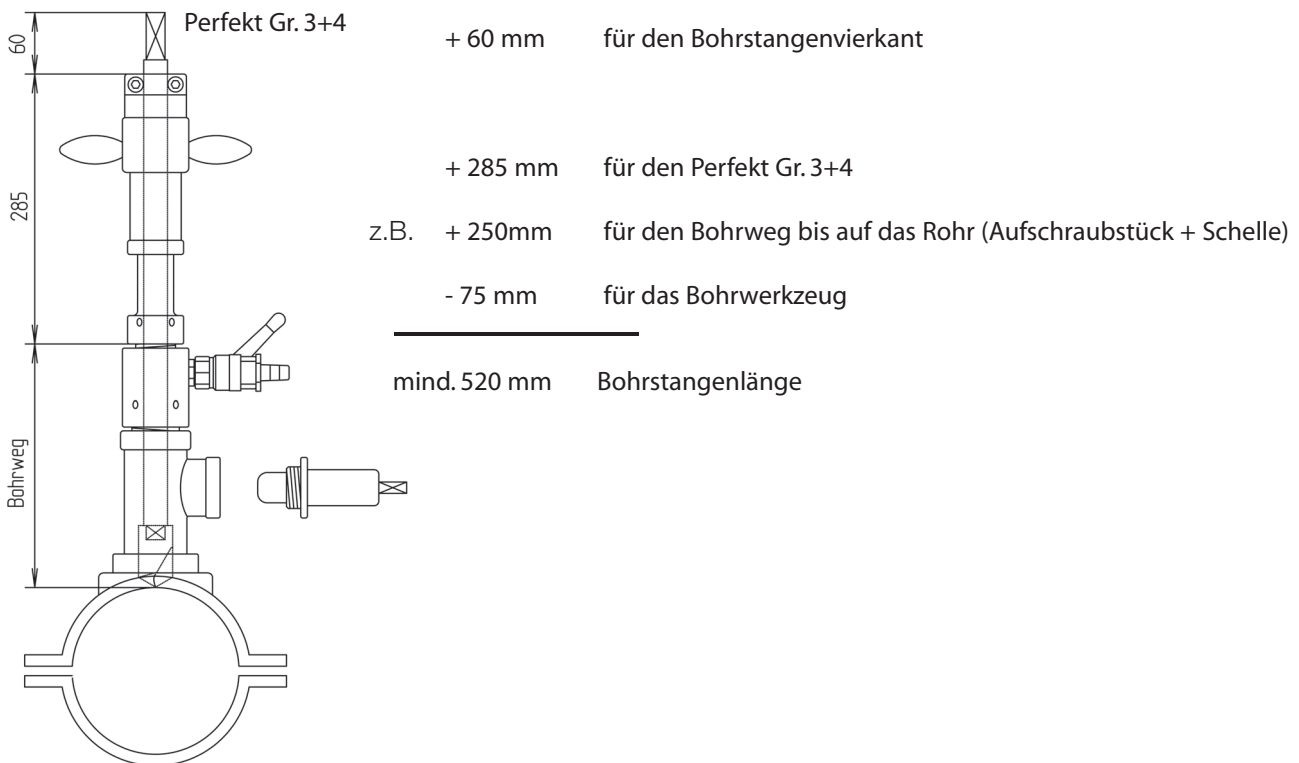 Perfekt Gr. 3+4
60
+ 60 mm für den Bohrstangenvierkant
285
+ 285 mm für den Perfekt Gr. 3+4
z.B. + 250mm für den Bohrweg bis auf das Rohr (Aufschraubstück + Schelle)
- 75 mm für das Bohrwerkzeug
mind. 520 mm Bohrstangenlänge
Bohrweg